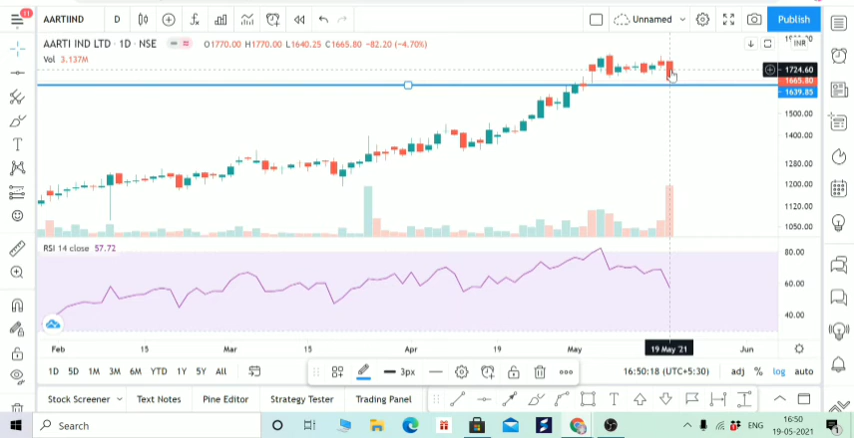 11
AARTIIND D
Unnamed
Publish
AARTI IND LTD · 1D · NSE O1770.00 H1770.00 L1640.25 C1665.80 −82.20 (−4.70%)
INR
Vol 3.137M
1724.60
1665.80
1639.85
1500.00
1400.00
1280.00
1200.00
1120.00
1050.00
RSI 14 close 57.72
80.00
60.00
40.00
Feb 15 Mar 15 Apr 19 May 19 May '21 Jun
1D 5D 1M 3M 6M YTD 1Y 5Y All
3px
16:50:18 (UTC+5:30) adj % log auto
Stock Screener Text Notes Pine Editor Strategy Tester Trading Panel
Search
ENG
16:50
19-05-2021
1